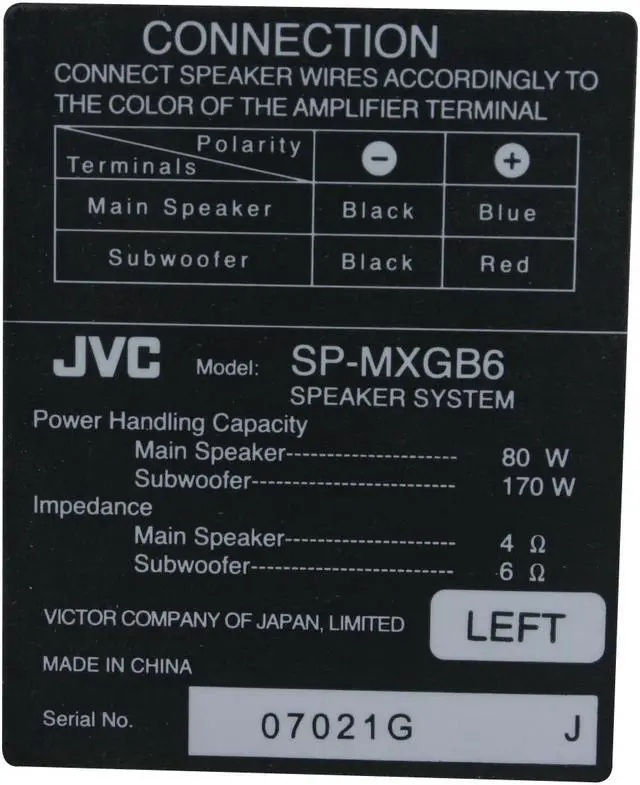 CONNECTION
CONNECT SPEAKER WIRES ACCORDINGLY TO
THE COLOR OF THE AMPLIFIER TERMINAL
Polarity
Terminals
− +
Main Speaker Black Blue
Subwoofer Black Red
JVC Model: SP-MXGB6
SPEAKER SYSTEM
Power Handling Capacity
Main Speaker--------------------- 80 W
Subwoofer------------------------- 170 W
Impedance
Main Speaker--------------------- 4 Ω
Subwoofer------------------------- 6 Ω
VICTOR COMPANY OF JAPAN, LIMITED LEFT
MADE IN CHINA
Serial No. 07021G J